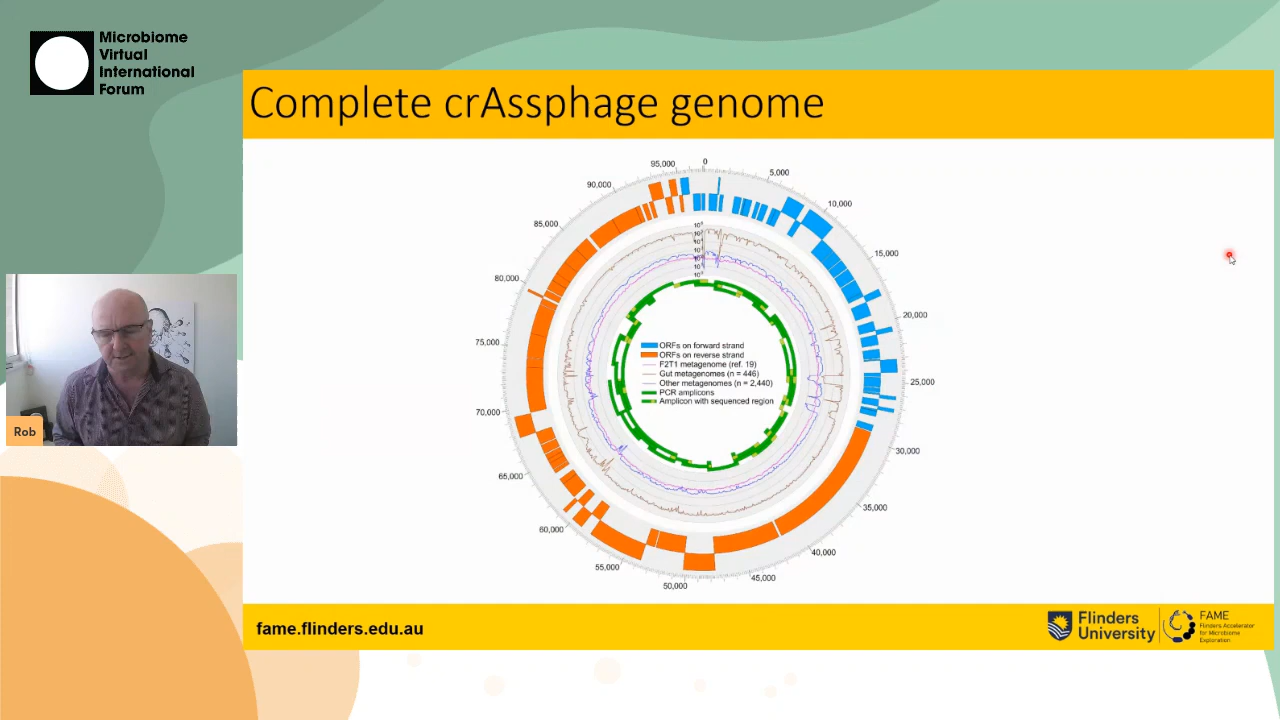 Microbiome
Virtual
International
Forum
Complete crAssphage genome
95,000
0
5,000
90,000
10,000
85,000
15,000
80,000
20,000
75,000
25,000
70,000
30,000
65,000
35,000
60,000
40,000
55,000
45,000
50,000
ORFs on forward strand
ORFs on reverse strand
F2T1 metagenome (ref. 19)
Gut metagenomes (n = 446)
Other metagenomes (n = 2,440)
PCR amplicons
Amplicon with sequenced region
Rob
fame.flinders.edu.au
Flinders
University
FAME
Flinders Accelerator
for Microbiome
Exploration